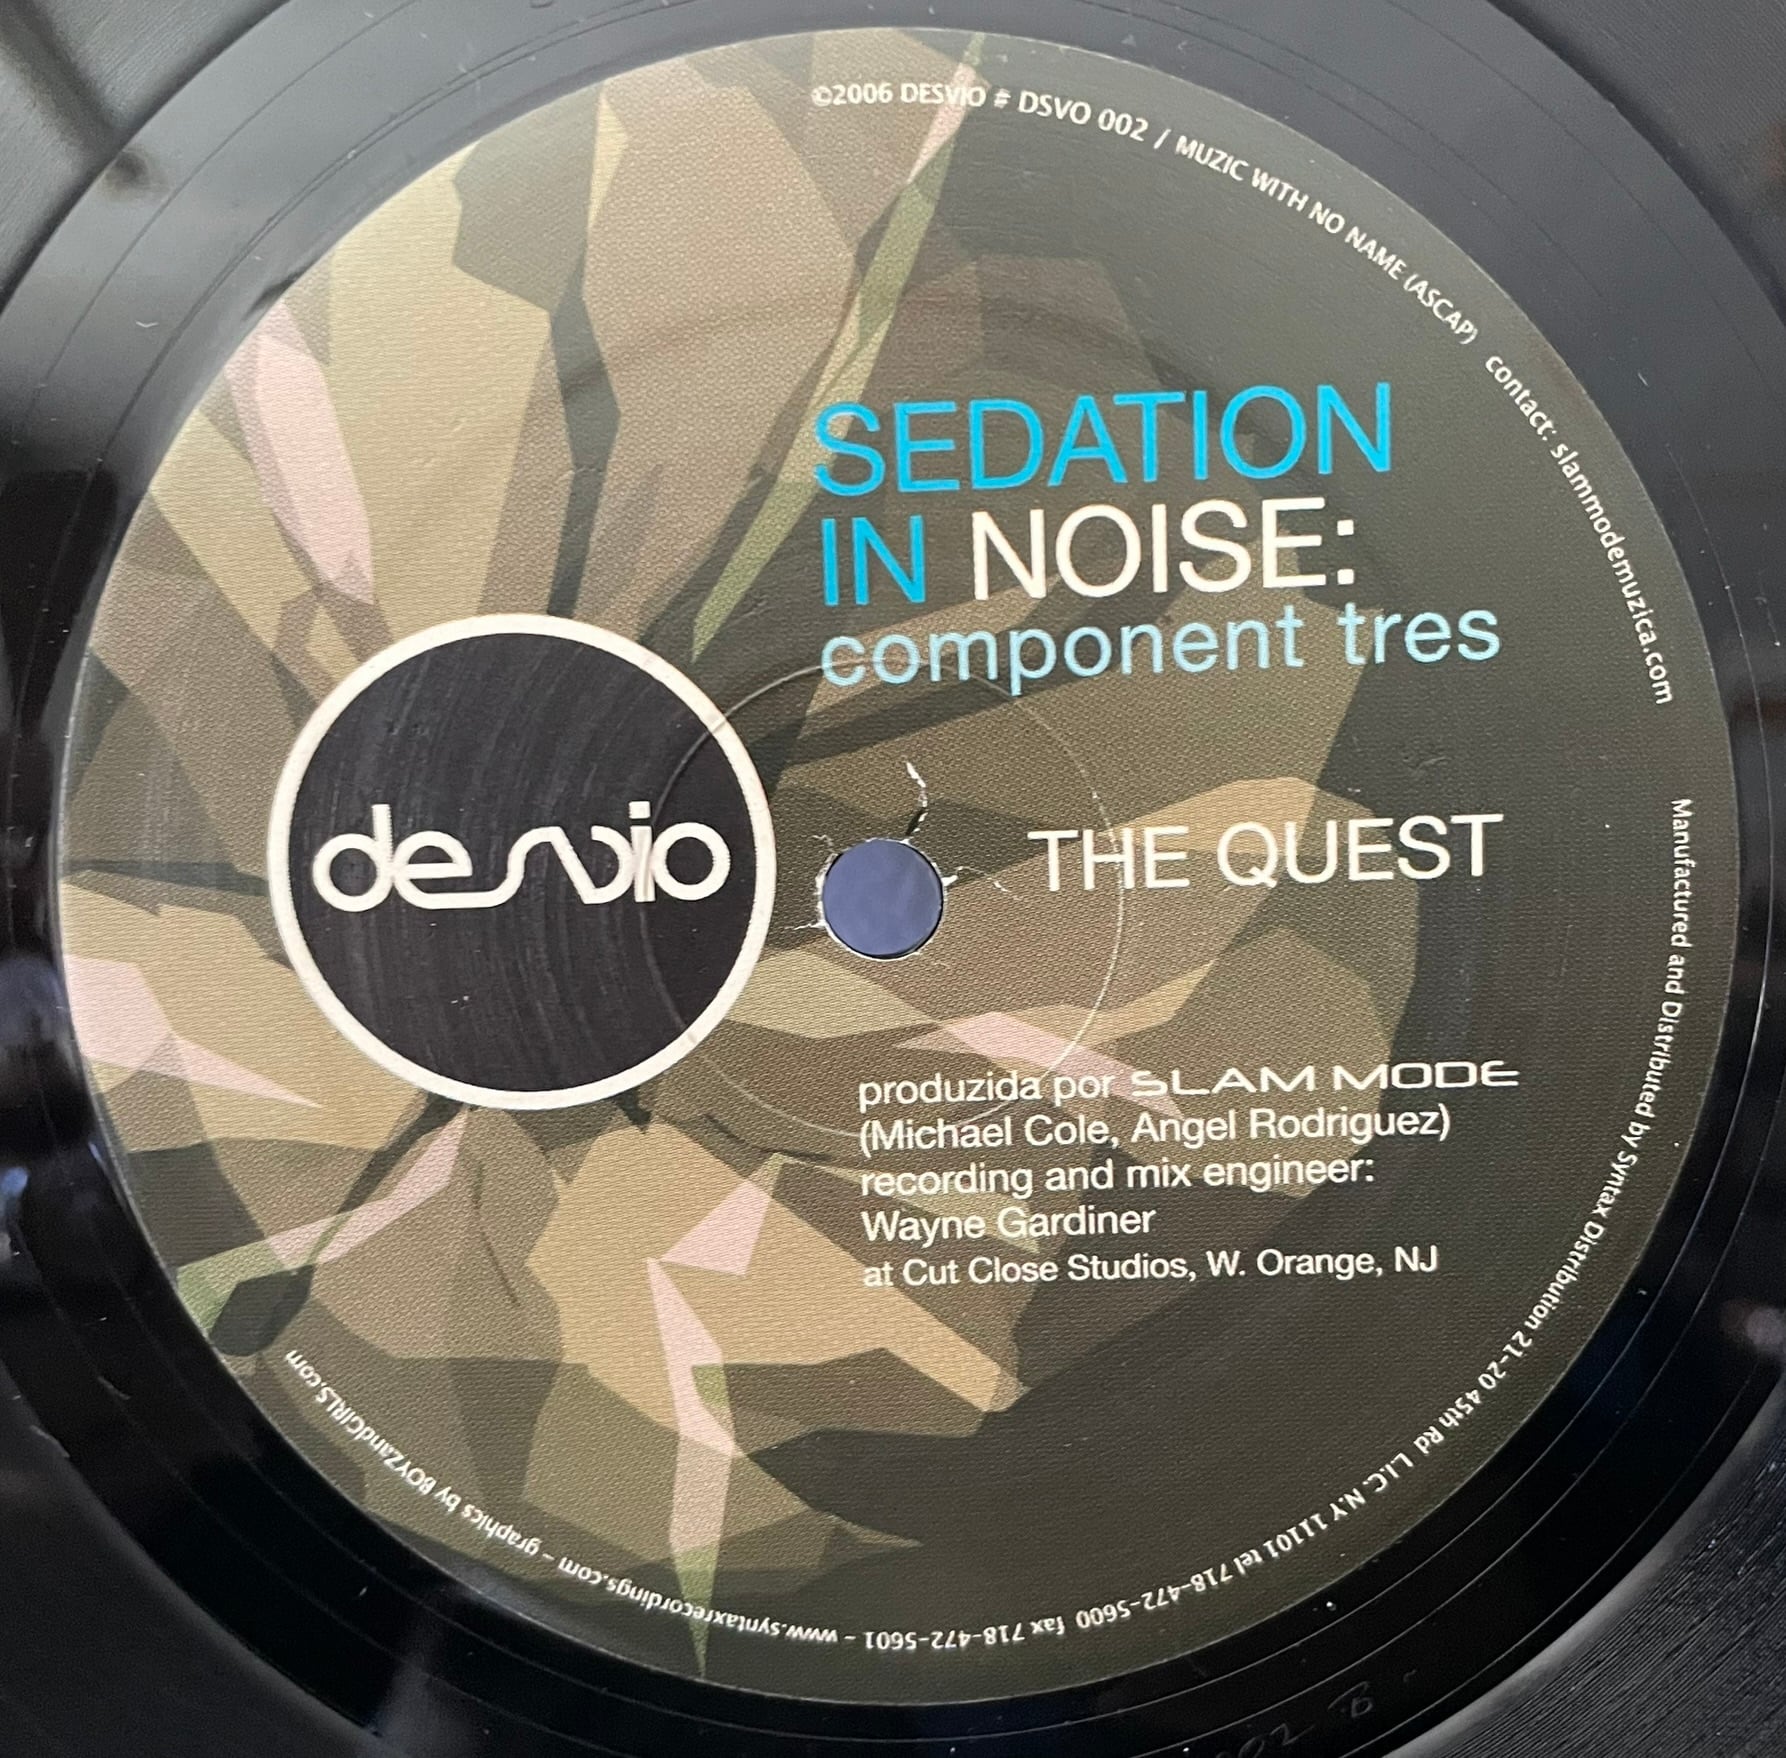 ©2006 DESVIO # DSVO 002 / MUZIC WITH NO NAME (ASCAP) contact: slammodemuzica.com
SEDATION
IN NOISE:
component tres
desvio
THE QUEST
produzida por SLAM MODE
(Michael Cole, Angel Rodriguez)
recording and mix engineer:
Wayne Gardiner
at Cut Close Studios, W. Orange, NJ
Manufactured and Distributed by Syntax Distribution 21-20 45th Rd L.I.C. N.Y 11101 tel 718-472-5600 fax 718-472-5601 - www.syntaxrecordings.com - graphics by BOYZandGIRLS.com